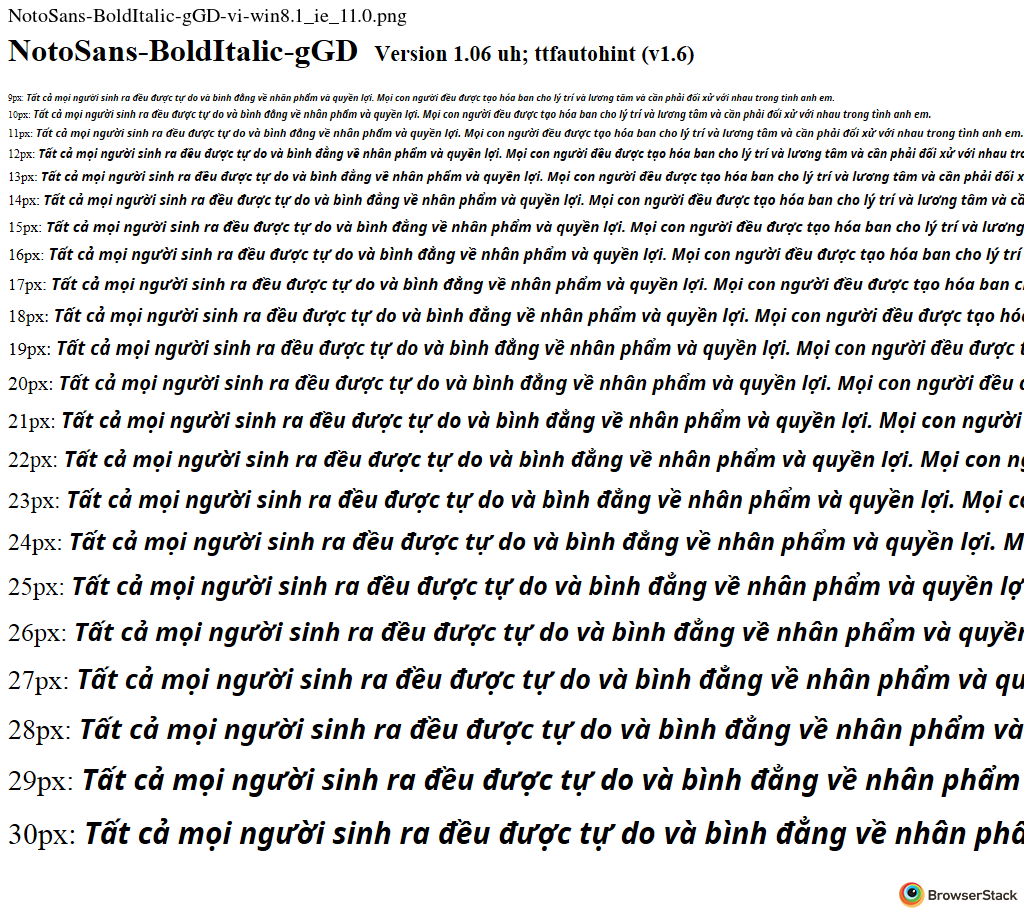 NotoSans-BoldItalic-gGD-vi-win8.1_ie_11.0.png
NotoSans-BoldItalic-gGD Version 1.06 uh; ttfautohint (v1.6)
9px: Tất cả mọi người sinh ra đều được tự do và bình đẳng về nhân phẩm và quyền lợi. Mọi con người đều được tạo hóa ban cho lý trí và lương tâm và cần phải đối xử với nhau trong tình anh em.
10px: Tất cả mọi người sinh ra đều được tự do và bình đẳng về nhân phẩm và quyền lợi. Mọi con người đều được tạo hóa ban cho lý trí và lương tâm và cần phải đối xử với nhau trong tình anh em.
11px: Tất cả mọi người sinh ra đều được tự do và bình đẳng về nhân phẩm và quyền lợi. Mọi con người đều được tạo hóa ban cho lý trí và lương tâm và cần phải đối xử với nhau trong tình anh em.
12px: Tất cả mọi người sinh ra đều được tự do và bình đẳng về nhân phẩm và quyền lợi. Mọi con người đều được tạo hóa ban cho lý trí và lương tâm và cần phải đối xử với nhau tro
13px: Tất cả mọi người sinh ra đều được tự do và bình đẳng về nhân phẩm và quyền lợi. Mọi con người đều được tạo hóa ban cho lý trí và lương tâm và cần phải đối x
14px: Tất cả mọi người sinh ra đều được tự do và bình đẳng về nhân phẩm và quyền lợi. Mọi con người đều được tạo hóa ban cho lý trí và lương tâm và cầ
15px: Tất cả mọi người sinh ra đều được tự do và bình đẳng về nhân phẩm và quyền lợi. Mọi con người đều được tạo hóa ban cho lý trí và lương
16px: Tất cả mọi người sinh ra đều được tự do và bình đẳng về nhân phẩm và quyền lợi. Mọi con người đều được tạo hóa ban cho lý trí
17px: Tất cả mọi người sinh ra đều được tự do và bình đẳng về nhân phẩm và quyền lợi. Mọi con người đều được tạo hóa ban c
18px: Tất cả mọi người sinh ra đều được tự do và bình đẳng về nhân phẩm và quyền lợi. Mọi con người đều được tạo hó
19px: Tất cả mọi người sinh ra đều được tự do và bình đẳng về nhân phẩm và quyền lợi. Mọi con người đều được t
20px: Tất cả mọi người sinh ra đều được tự do và bình đẳng về nhân phẩm và quyền lợi. Mọi con người đều đ
21px: Tất cả mọi người sinh ra đều được tự do và bình đẳng về nhân phẩm và quyền lợi. Mọi con người
22px: Tất cả mọi người sinh ra đều được tự do và bình đẳng về nhân phẩm và quyền lợi. Mọi con ng
23px: Tất cả mọi người sinh ra đều được tự do và bình đẳng về nhân phẩm và quyền lợi. Mọi co
24px: Tất cả mọi người sinh ra đều được tự do và bình đẳng về nhân phẩm và quyền lợi. M
25px: Tất cả mọi người sinh ra đều được tự do và bình đẳng về nhân phẩm và quyền lợ
26px: Tất cả mọi người sinh ra đều được tự do và bình đẳng về nhân phẩm và quyền
27px: Tất cả mọi người sinh ra đều được tự do và bình đẳng về nhân phẩm và qu
28px: Tất cả mọi người sinh ra đều được tự do và bình đẳng về nhân phẩm và
29px: Tất cả mọi người sinh ra đều được tự do và bình đẳng về nhân phẩm
30px: Tất cả mọi người sinh ra đều được tự do và bình đẳng về nhân phẩ
BrowserStack